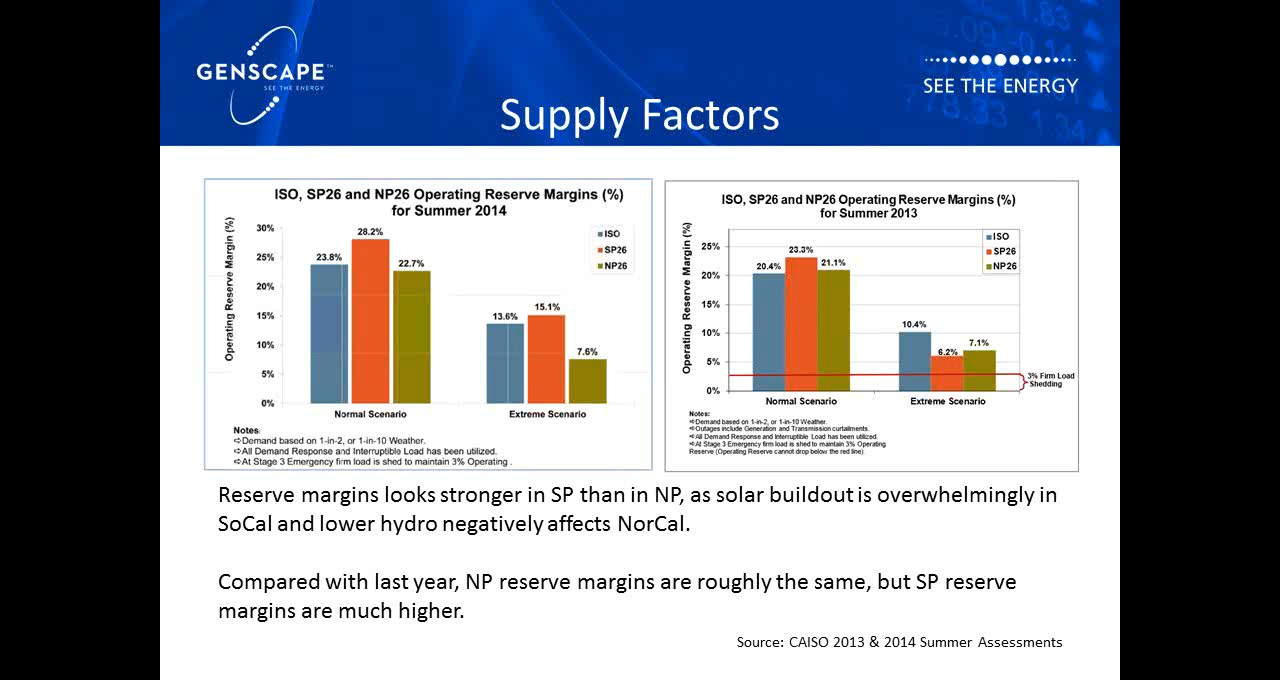 GENSCAPE™
SEE THE ENERGY
SEE THE ENERGY
Supply Factors
ISO, SP26 and NP26 Operating Reserve Margins (%)
for Summer 2014
Operating Reserve Margin (%)
30%
25%
20%
15%
10%
5%
0%
23.8%
28.2%
22.7%
13.6%
15.1%
7.6%
ISO
SP26
NP26
Normal Scenario
Extreme Scenario
Notes:
⇨Demand based on 1-in-2, or 1-in-10 Weather.
⇨All Demand Response and Interruptible Load has been utilized.
⇨At Stage 3 Emergency firm load is shed to maintain 3% Operating .
ISO, SP26 and NP26 Operating Reserve Margins (%)
for Summer 2013
Operating Reserve Margin (%)
25%
20%
15%
10%
5%
0%
20.4%
23.3%
21.1%
10.4%
6.2%
7.1%
ISO
SP26
NP26
3% Firm Load
Shedding
Normal Scenario
Extreme Scenario
Notes:
⇨Demand based on 1-in-2, or 1-in-10 Weather.
⇨Outages include Generation and Transmission curtailments.
⇨All Demand Response and Interruptible Load has been utilized.
⇨At Stage 3 Emergency firm load is shed to maintain 3% Operating
Reserve (Operating Reserve cannot drop below the red line).
Reserve margins looks stronger in SP than in NP, as solar buildout is overwhelmingly in
SoCal and lower hydro negatively affects NorCal.
Compared with last year, NP reserve margins are roughly the same, but SP reserve
margins are much higher.
Source: CAISO 2013 & 2014 Summer Assessments